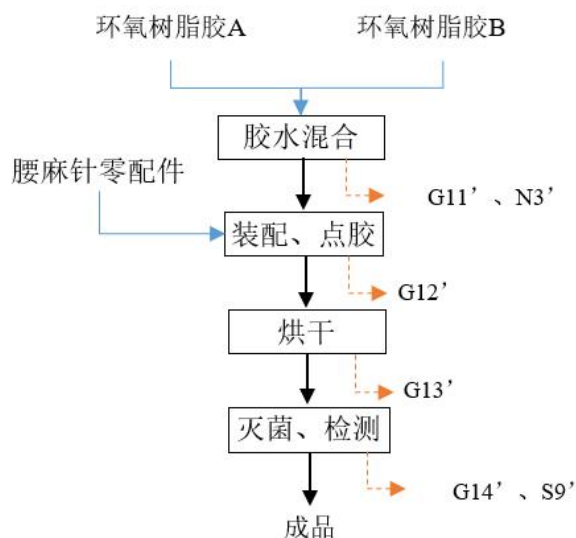 环氧树脂胶A
环氧树脂胶B
胶水混合
腰麻针零配件
G11’、N3’
装配、点胶
G12’
烘干
G13’
灭菌、检测
G14’、S9’
成品